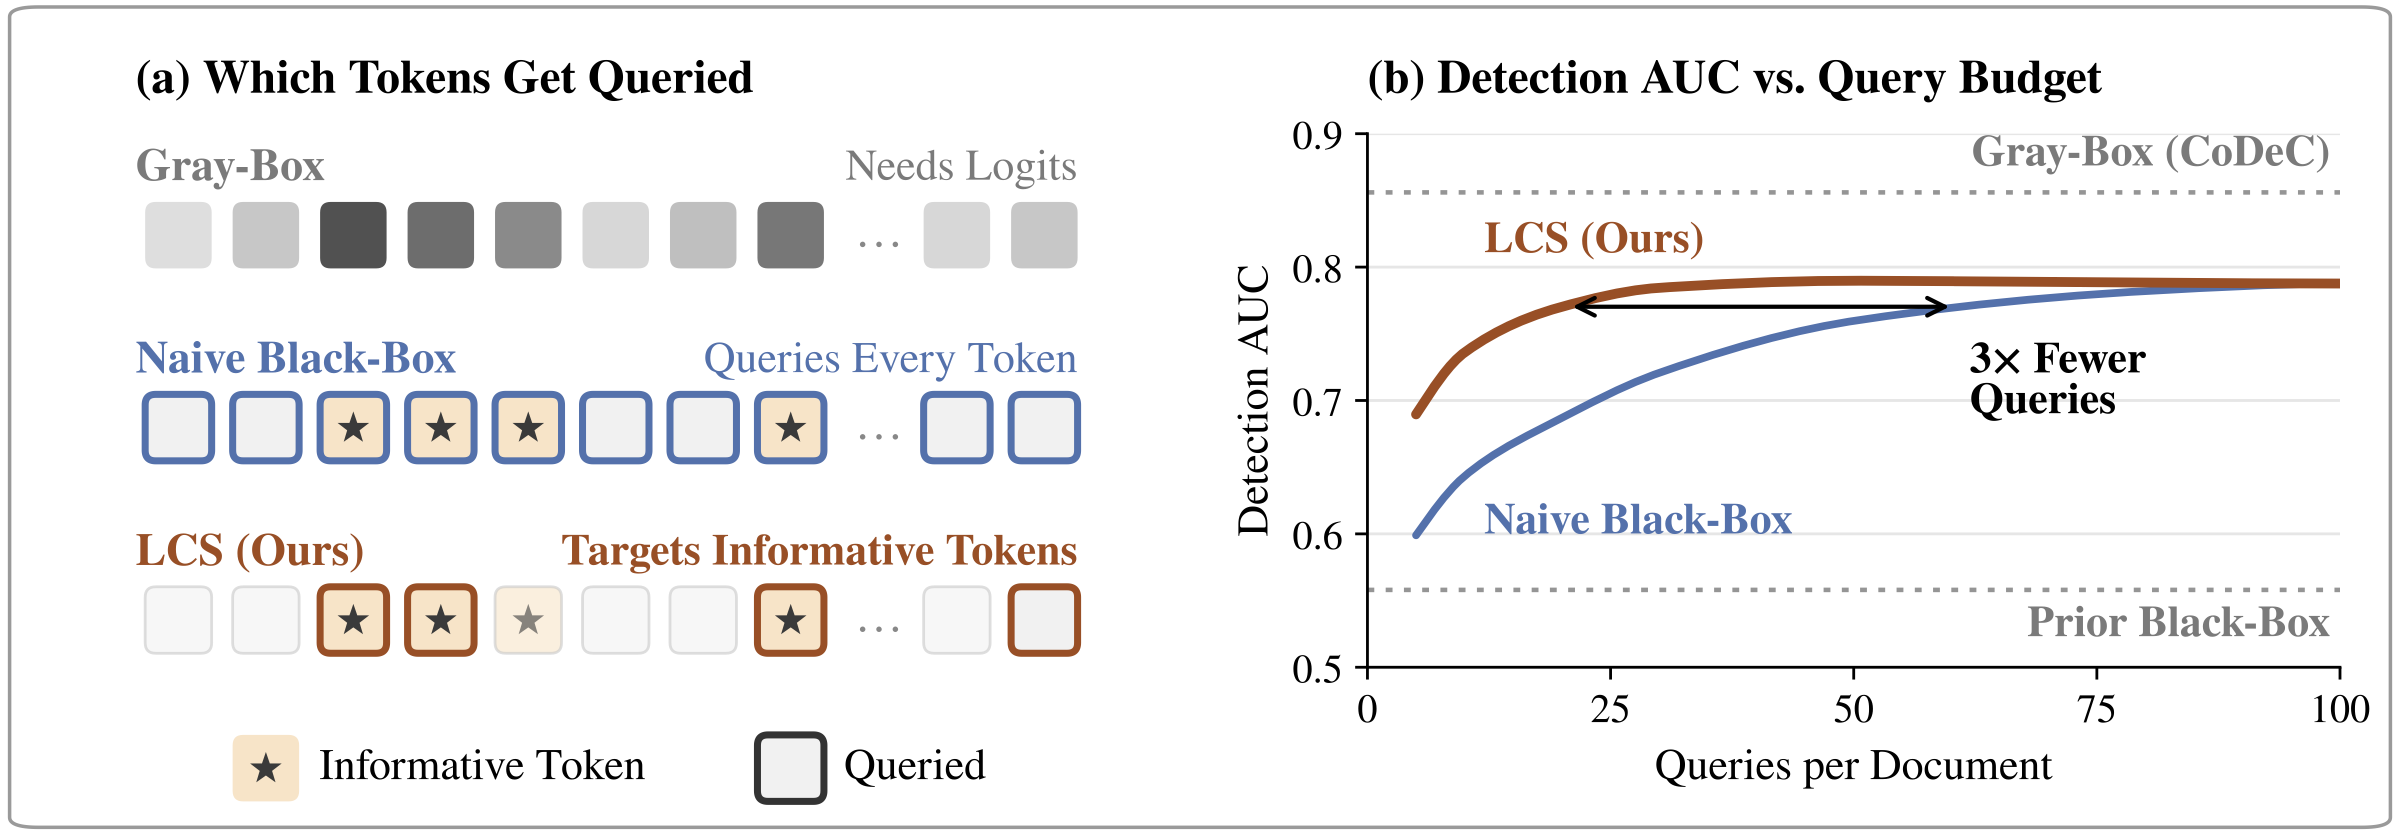 (a) Which Tokens Get Queried
Gray-Box
Needs Logits
...
Naive Black-Box
Queries Every Token
...
LCS (Ours)
Targets Informative Tokens
...
Informative Token
Queried
(b) Detection AUC vs. Query Budget
0.9
0.8
0.7
0.6
0.5
Detection AUC
Gray-Box (CoDeC)
LCS (Ours)
3× Fewer
Queries
Naive Black-Box
Prior Black-Box
0
25
50
75
100
Queries per Document